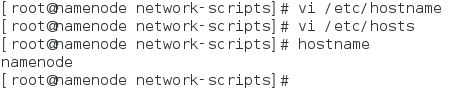 [root@namenode network-scripts]# vi /etc/hostname
[root@namenode network-scripts]# vi /etc/hosts
[root@namenode network-scripts]# hostname
namenode
[root@namenode network-scripts]#